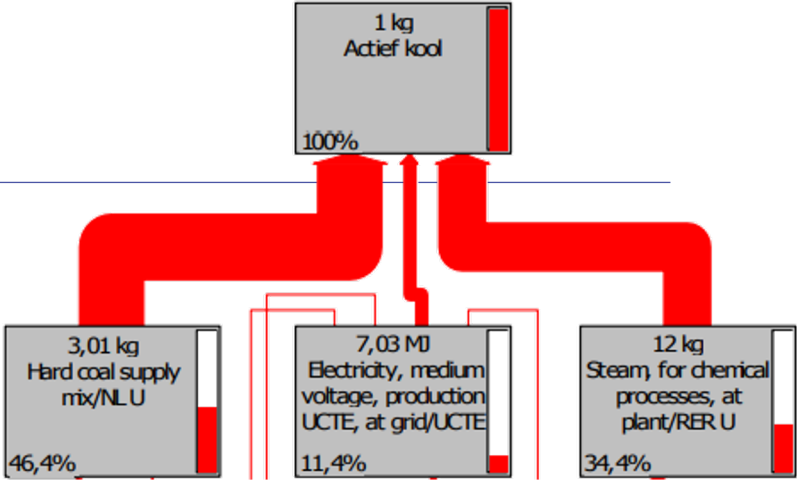 1 kg
Actief kool
100%
3,01 kg
Hard coal supply
mix/NL U
46,4%
7,03 MJ
Electricity, medium
voltage, production
UCTE, at grid/UCTE
11,4%
12 kg
Steam, for chemical
processes, at
plant/RER U
34,4%